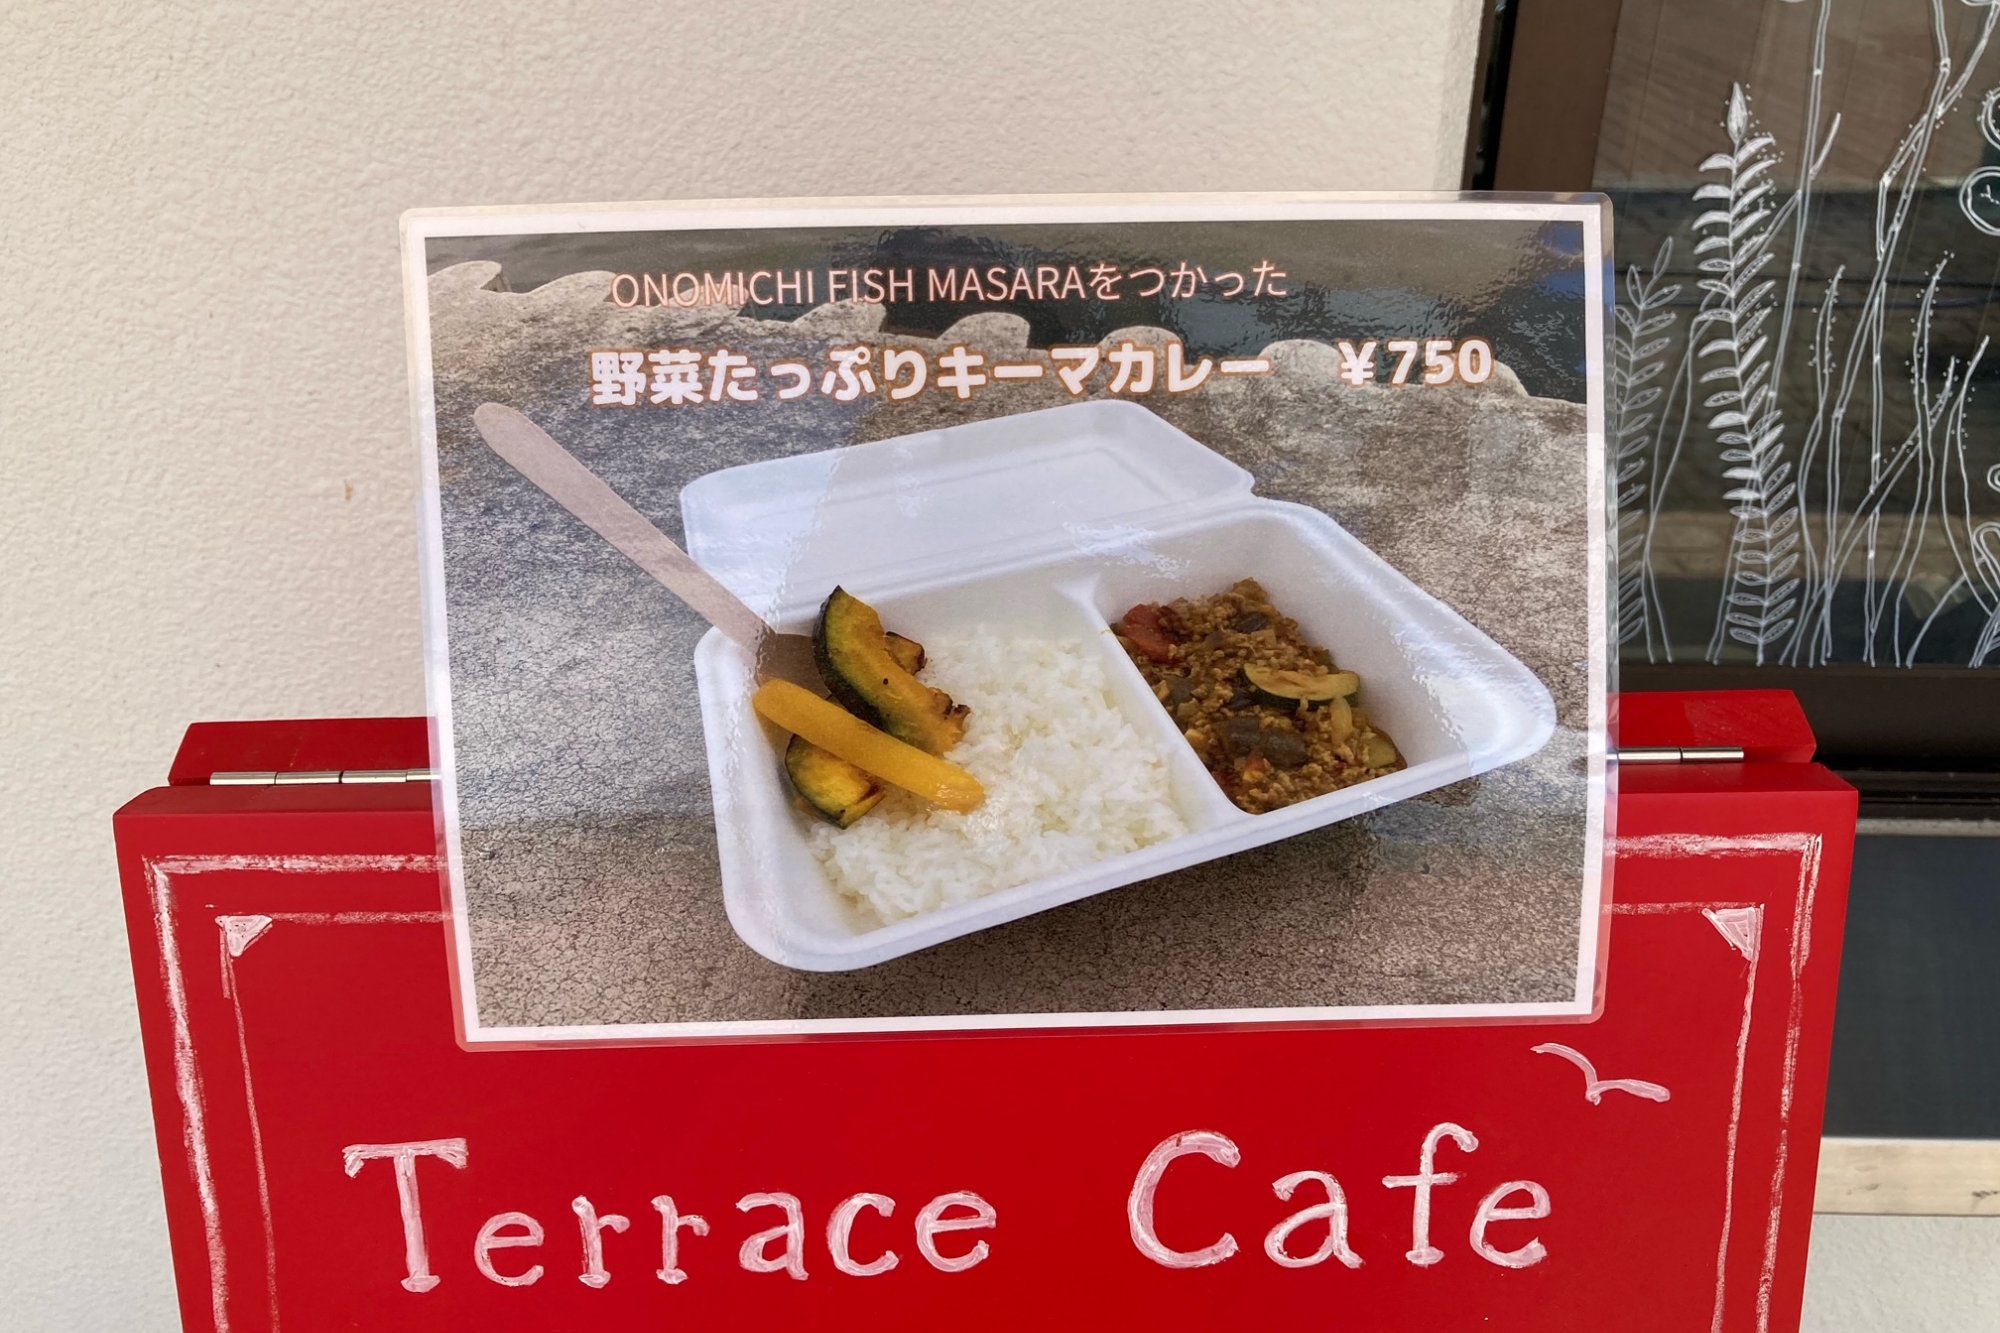 ONOMICHI FISH MASARAをつかった
野菜たっぷりキーマカレー ￥750
Terrace Cafe